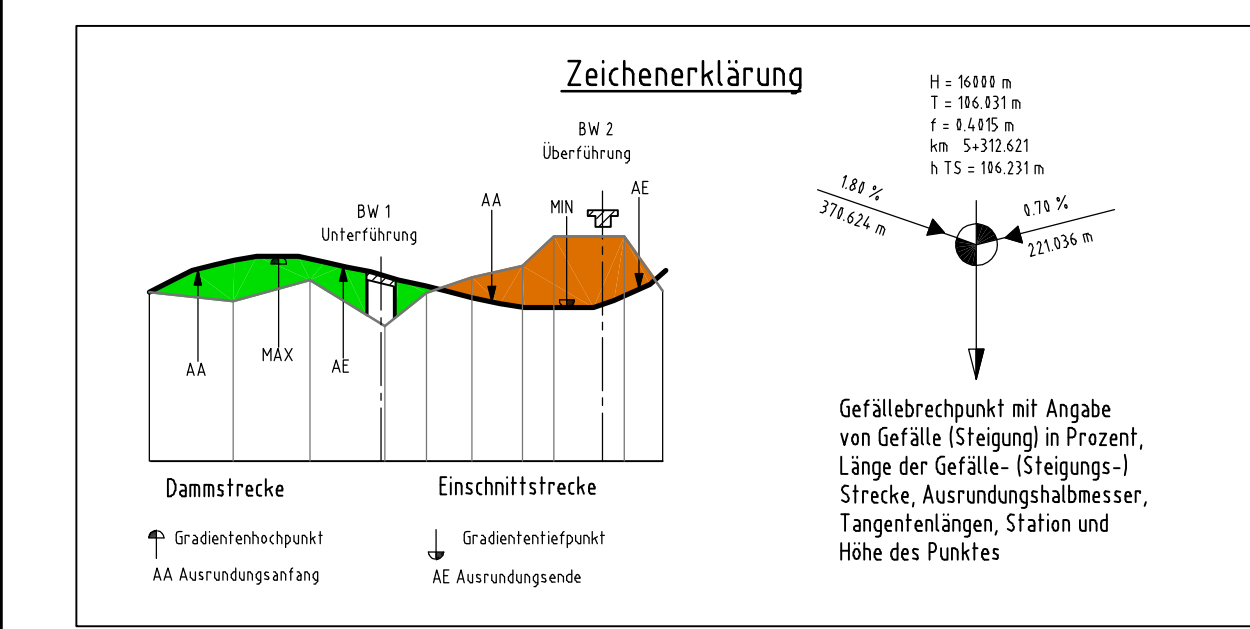 Zeichenerklärung
BW 1
Unterführung
BW 2
Überführung
AA
MIN
AE
AA
MAX
AE
Dammstrecke
Einschnittstrecke
Gradientenhochpunkt
Gradiententiefpunkt
AA Ausrundungsanfang
AE Ausrundungsende
H = 16000 m
T = 106.031 m
f = 0.4015 m
km 5+312.621
h TS = 106.231 m
1.80 %
370.624 m
0.70 %
221.036 m
Gefällebrechpunkt mit Angabe
von Gefälle (Steigung) in Prozent,
Länge der Gefälle- (Steigungs-)
Strecke, Ausrundungshalbmesser,
Tangentenlängen, Station und
Höhe des Punktes